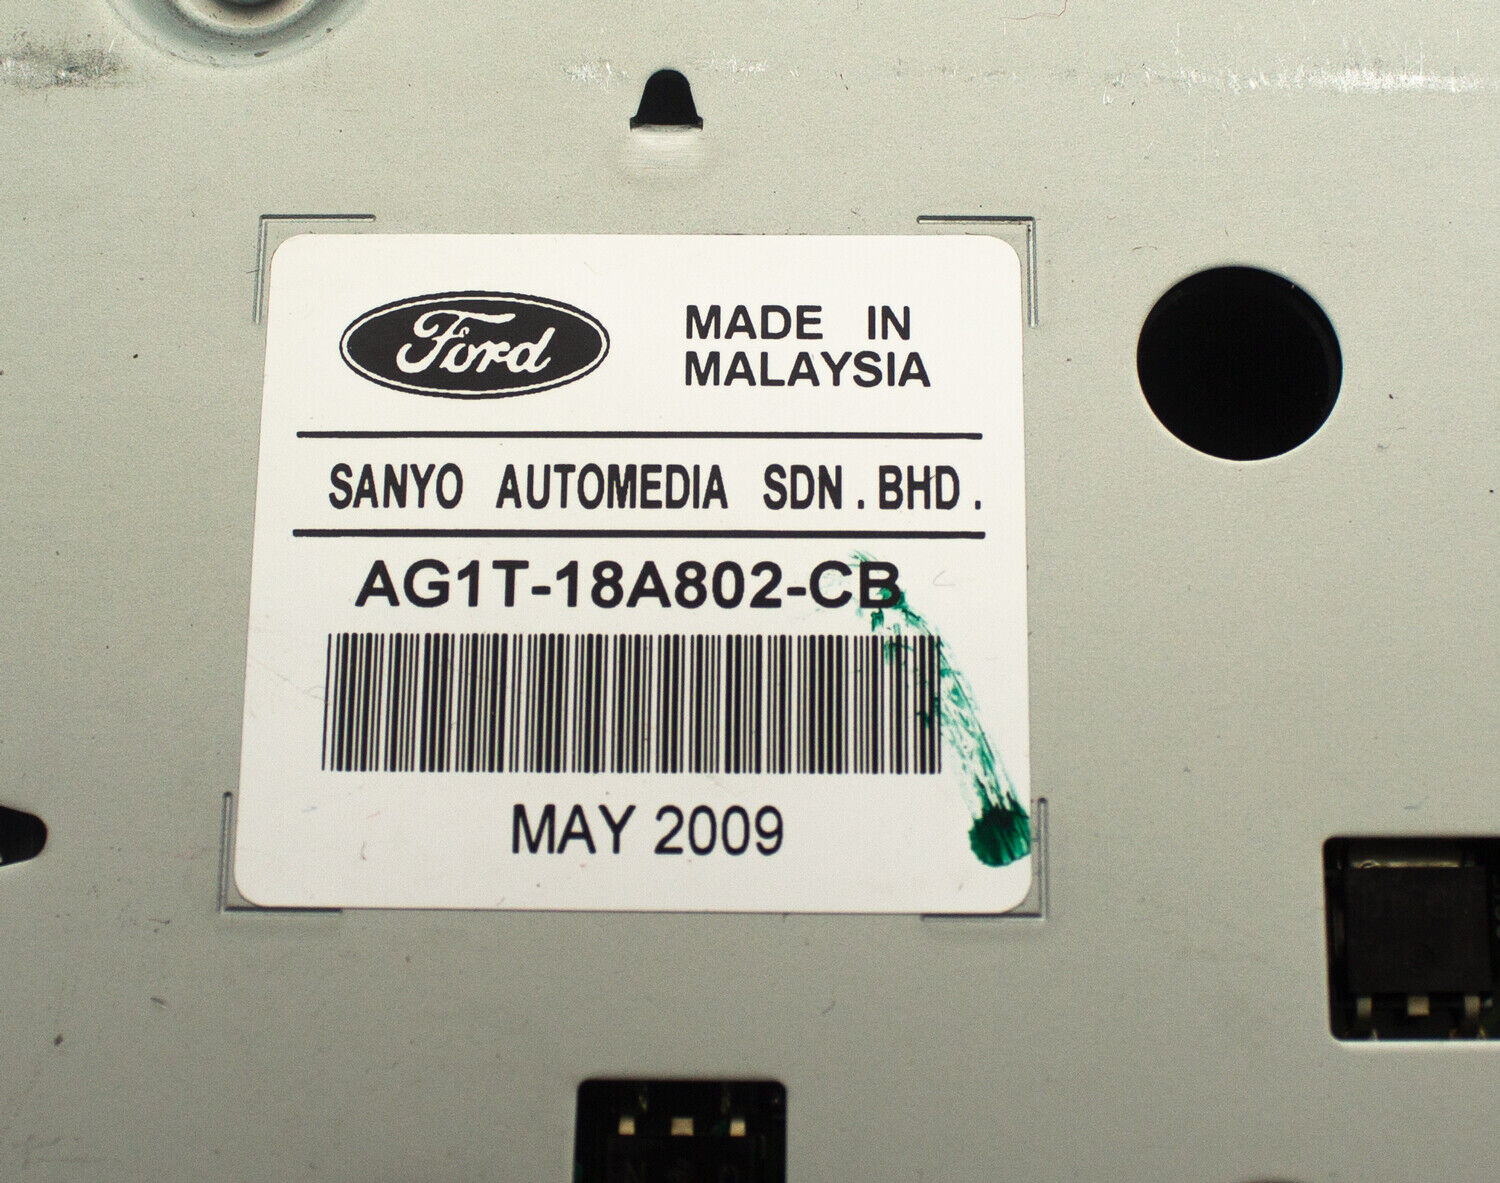 Ford
MADE IN
MALAYSIA
SANYO AUTOMEDIA SDN. BHD.
AG1T-18A802-CB
MAY 2009